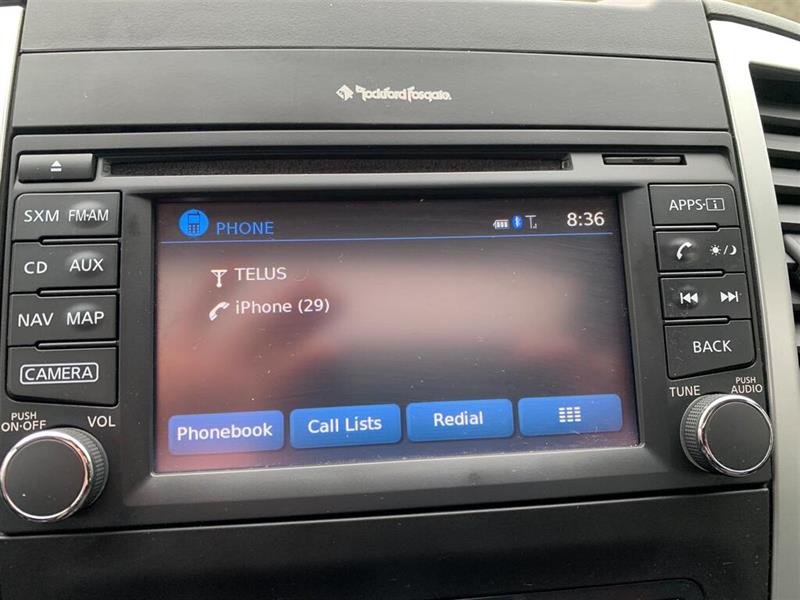 Rockford Fosgate
SXM FM·AM
CD AUX
NAV MAP
CAMERA
PUSH
ON·OFF
VOL
PHONE
8:36
TELUS
iPhone (29)
Phonebook
Call Lists
Redial
APPS·i
BACK
TUNE
PUSH
AUDIO